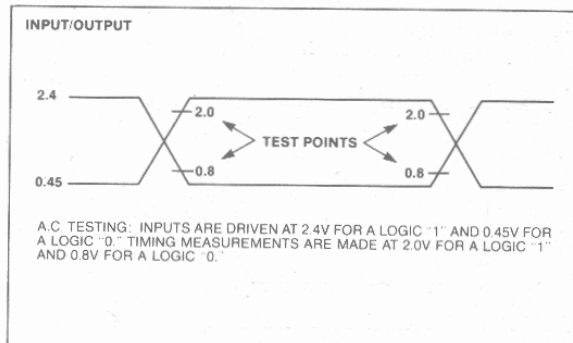 INPUT/OUTPUT
2.4
2.0
2.0
TEST POINTS
0.8
0.8
0.45
A.C. TESTING: INPUTS ARE DRIVEN AT 2.4V FOR A LOGIC "1" AND 0.45V FOR
A LOGIC "0." TIMING MEASUREMENTS ARE MADE AT 2.0V FOR A LOGIC "1"
AND 0.8V FOR A LOGIC "0."